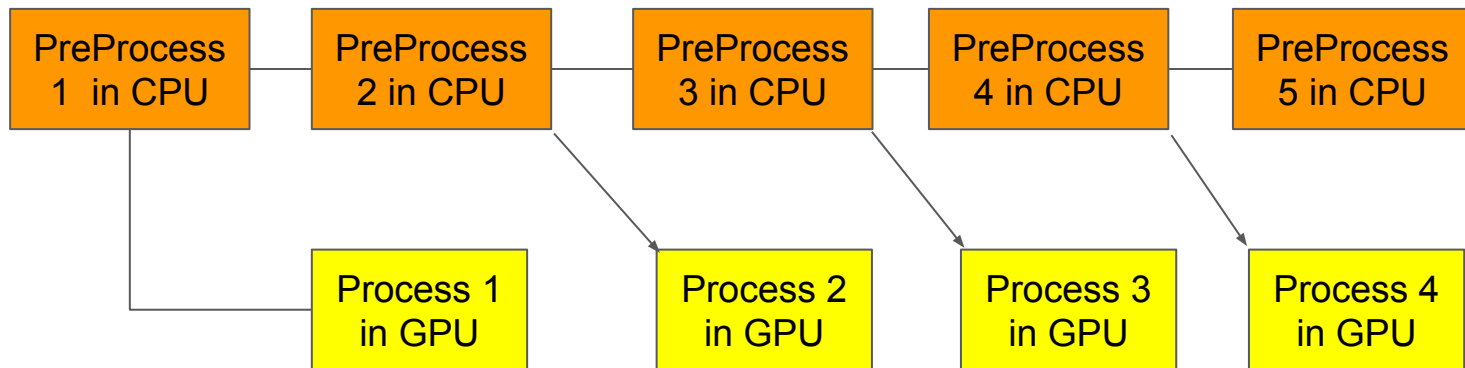 PreProcess
1  in CPU
PreProcess
2 in CPU
PreProcess
3 in CPU
PreProcess
4 in CPU
PreProcess
5 in CPU
Process 1
in GPU
Process 2
in GPU
Process 3
in GPU
Process 4
in GPU